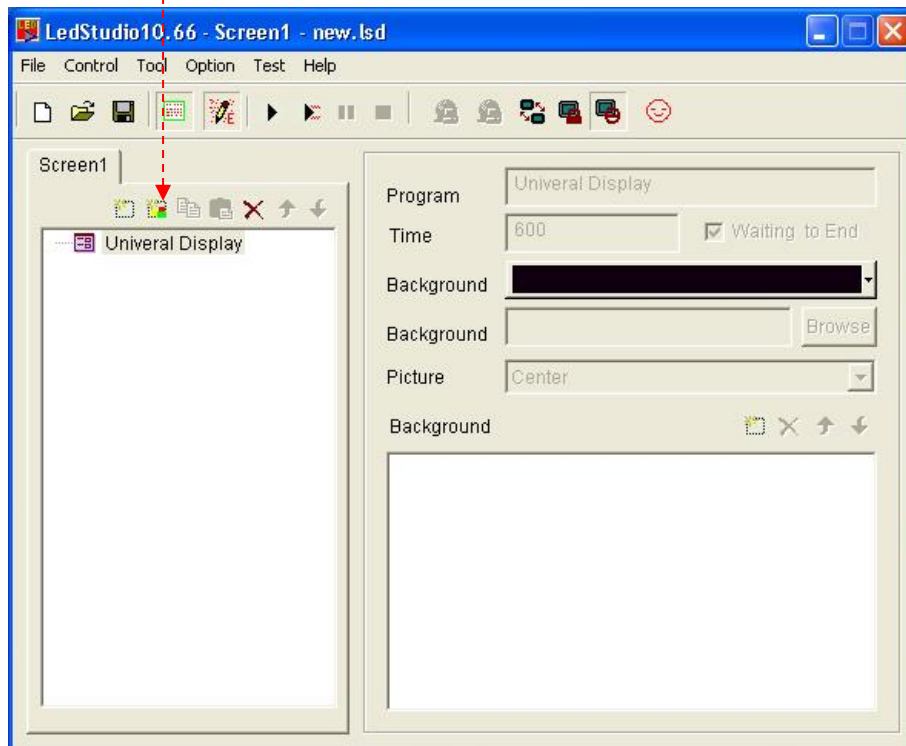 LedStudio10.66 - Screen1 - new.lsd
File Control Tool Option Test Help
Screen1
Univeral Display
Program Univeral Display
Time 600 Waiting to End
Background
Background Browse
Picture Center
Background